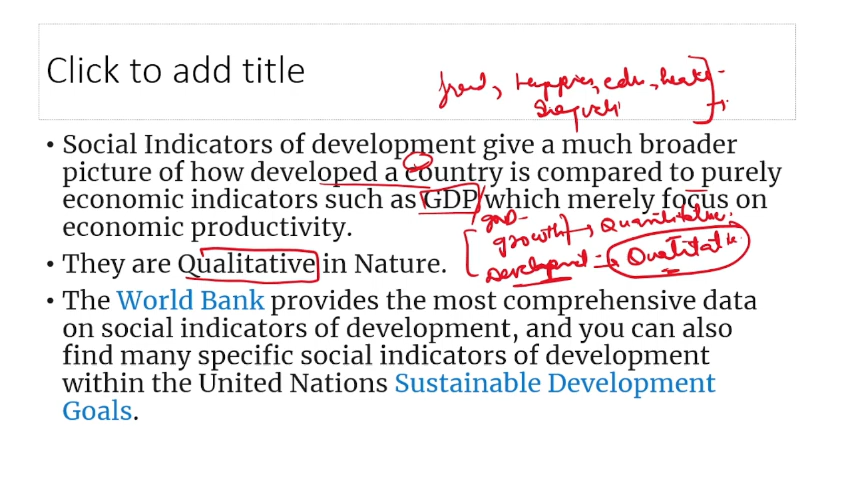 Click to add title
, edu, health
• Social Indicators of development give a much broader
picture of how developed a country is compared to purely
economic indicators such as GDP which merely focus on
economic productivity.
growth → Quantitative
• They are Qualitative in Nature.
Development → Qualitative
• The World Bank provides the most comprehensive data
on social indicators of development, and you can also
find many specific social indicators of development
within the United Nations Sustainable Development
Goals.